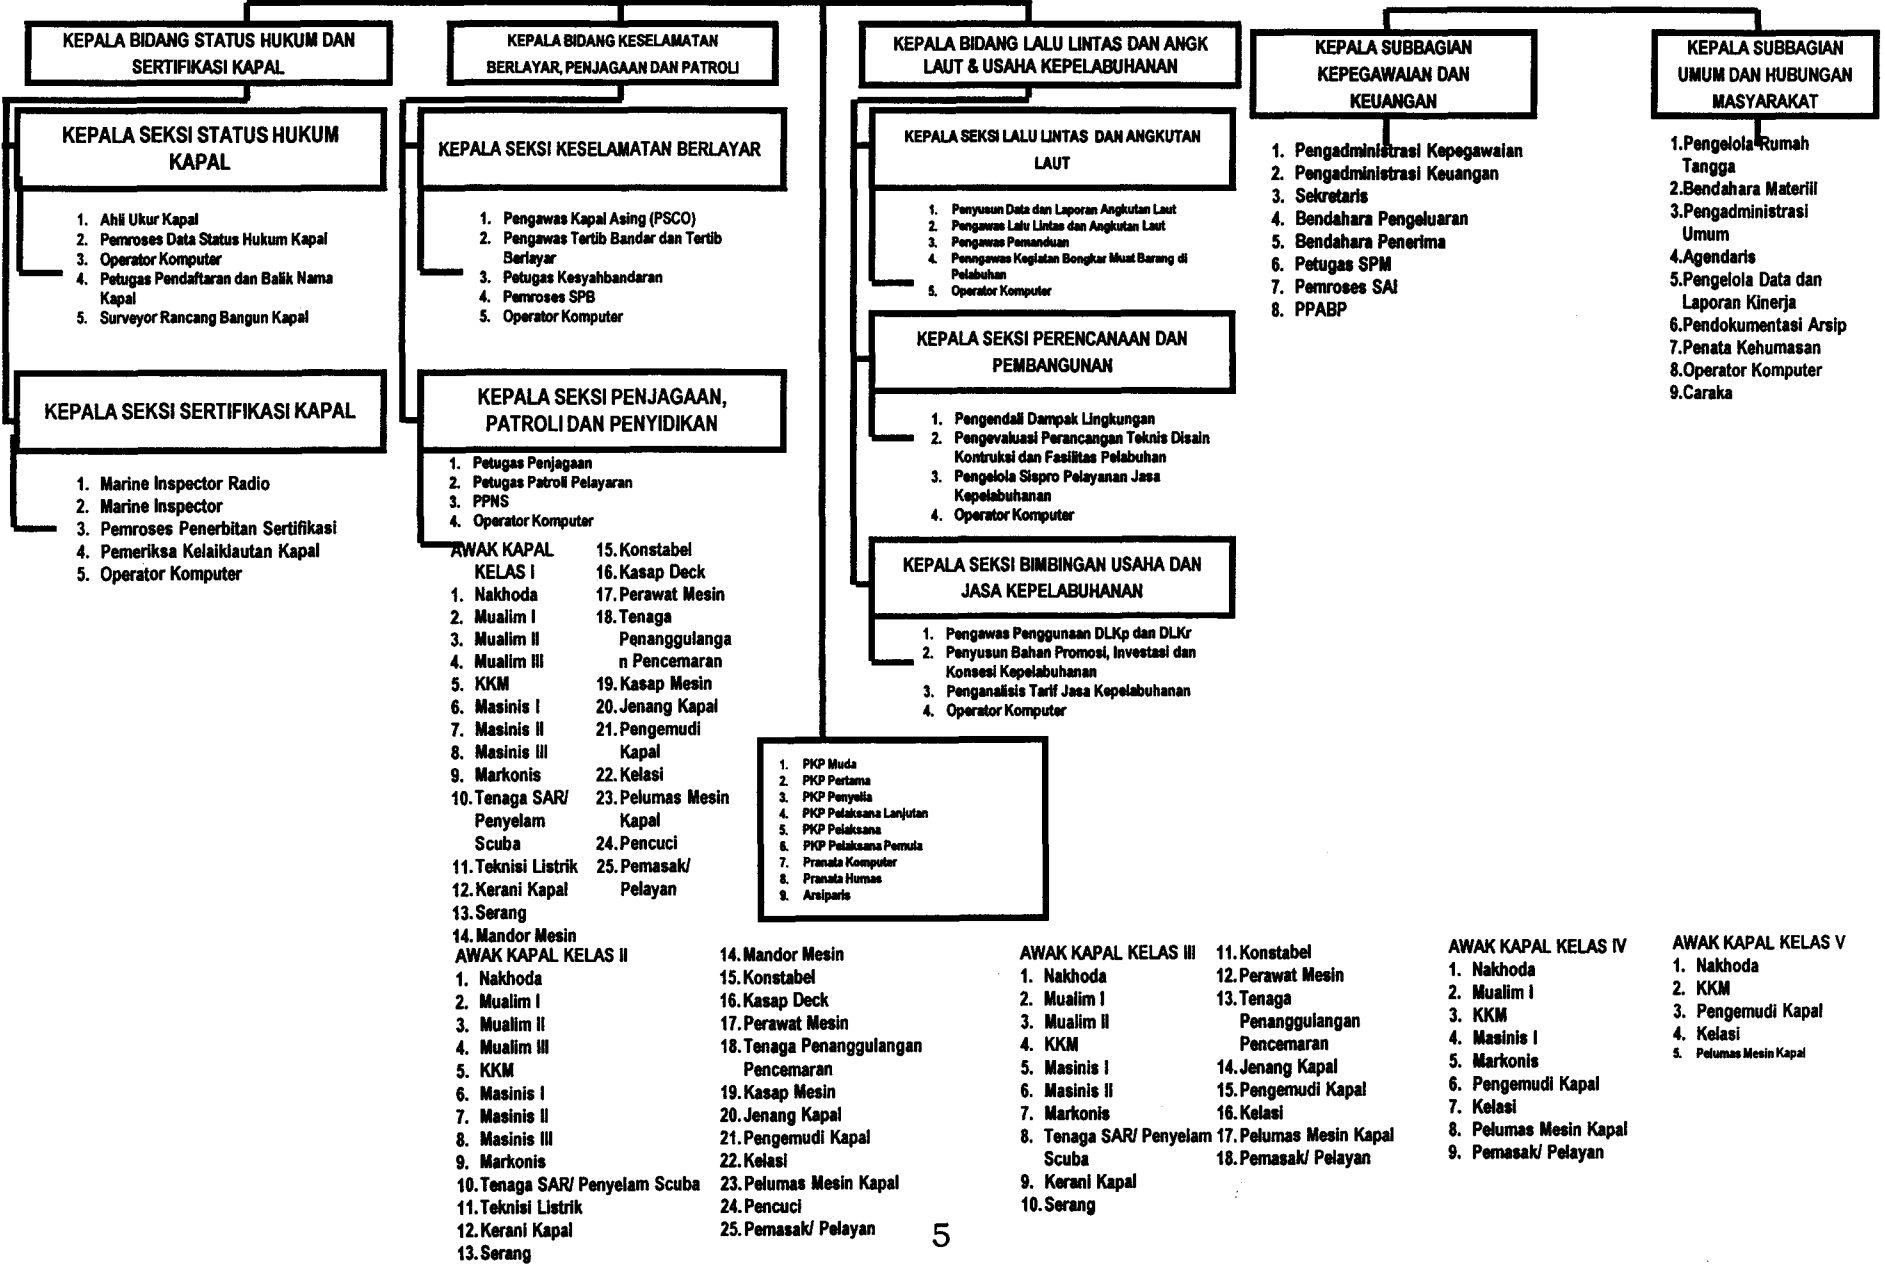 KEPALA BIDANG STATUS HUKUM DAN
SERTIFIKASI KAPAL
KEPALA SEKSI STATUS HUKUM
KAPAL
1. Ahli Ukur Kapal
2. Pemroses Data Status Hukum Kapal
3. Operator Komputer
4. Petugas Pendaftaran dan Balik Nama
Kapal
5. Surveyor Rancang Bangun Kapal
KEPALA SEKSI SERTIFIKASI KAPAL
1. Marine Inspector Radio
2. Marine Inspector
3. Pemroses Penerbitan Sertifikasi
4. Pemeriksa Kelaiklautan Kapal
5. Operator Komputer
KEPALA BIDANG KESELAMATAN
BERLAYAR, PENJAGAAN DAN PATROLI
KEPALA SEKSI KESELAMATAN BERLAYAR
1. Pengawas Kapal Asing (PSCO)
2. Pengawas Tertib Bandar dan Tertib
Berlayar
3. Petugas Kesyahbandaran
4. Pemroses SPB
5. Operator Komputer
KEPALA SEKSI PENJAGAAN,
PATROLI DAN PENYIDIKAN
1. Petugas Penjagaan
2. Petugas Patroli Pelayaran
3. PPNS
4. Operator Komputer
AWAK KAPAL
KELAS I
1. Nakhoda
2. Mualim I
3. Mualim II
4. Mualim III
5. KKM
6. Masinis I
7. Masinis II
8. Masinis III
9. Markonis
10. Tenaga SAR/
Penyelam
Scuba
11. Teknisi Listrik
12. Kerani Kapal
13. Serang
14. Mandor Mesin
15. Konstabel
16. Kasap Deck
17. Perawat Mesin
18. Tenaga
Penanggulanga
n Pencemaran
19. Kasap Mesin
20. Jenang Kapal
21. Pengemudi
Kapal
22. Kelasi
23. Pelumas Mesin
Kapal
24. Pencuci
25. Pemasak/
Pelayan
KEPALA BIDANG LALU LINTAS DAN ANGK
LAUT & USAHA KEPELABUHANAN
KEPALA SEKSI LALU LINTAS DAN ANGKUTAN
LAUT
1. Penyusun Data dan Laporan Angkutan Laut
2. Pengawas Lalu Lintas dan Angkutan Laut
3. Pengawas Pemanduan
4. Penngawas Kegiatan Bongkar Muat Barang di
Pelabuhan
5. Operator Komputer
KEPALA SEKSI PERENCANAAN DAN
PEMBANGUNAN
1. Pengendali Dampak Lingkungan
2. Pengevaluasi Perancangan Teknis Disain
Kontruksi dan Fasilitas Pelabuhan
3. Pengelola Sispro Pelayanan Jasa
Kepelabuhanan
4. Operator Komputer
KEPALA SEKSI BIMBINGAN USAHA DAN
JASA KEPELABUHANAN
1. Pengawas Penggunaan DLKp dan DLKr
2. Penyusun Bahan Promosi, Investasi dan
Konsesi Kepelabuhanan
3. Penganalisis Tarif Jasa Kepelabuhanan
4. Operator Komputer
1. PKP Muda
2. PKP Pertama
3. PKP Penyelia
4. PKP Pelaksana Lanjutan
5. PKP Pelaksana
6. PKP Pelaksana Pemula
7. Pranata Komputer
8. Pranata Humas
9. Arsiparis
KEPALA SUBBAGIAN
KEPEGAWAIAN DAN
KEUANGAN
1. Pengadministrasi Kepegawaian
2. Pengadministrasi Keuangan
3. Sekretaris
4. Bendahara Pengeluaran
5. Bendahara Penerima
6. Petugas SPM
7. Pemroses SAI
8. PPABP
KEPALA SUBBAGIAN
UMUM DAN HUBUNGAN
MASYARAKAT
1.Pengelola Rumah
Tangga
2.Bendahara Materiil
3.Pengadministrasi
Umum
4.Agendaris
5.Pengelola Data dan
Laporan Kinerja
6.Pendokumentasi Arsip
7.Penata Kehumasan
8.Operator Komputer
9.Caraka
AWAK KAPAL KELAS II
1. Nakhoda
2. Mualim I
3. Mualim II
4. Mualim III
5. KKM
6. Masinis I
7. Masinis II
8. Masinis III
9. Markonis
10. Tenaga SAR/ Penyelam Scuba
11. Teknisi Listrik
12. Kerani Kapal
13. Serang
14. Mandor Mesin
15. Konstabel
16. Kasap Deck
17. Perawat Mesin
18. Tenaga Penanggulangan
Pencemaran
19. Kasap Mesin
20. Jenang Kapal
21. Pengemudi Kapal
22. Kelasi
23. Pelumas Mesin Kapal
24. Pencuci
25. Pemasak/ Pelayan
AWAK KAPAL KELAS III
1. Nakhoda
2. Mualim I
3. Mualim II
4. KKM
5. Masinis I
6. Masinis II
7. Markonis
8. Tenaga SAR/ Penyelam
Scuba
9. Kerani Kapal
10. Serang
11. Konstabel
12. Perawat Mesin
13. Tenaga
Penanggulangan
Pencemaran
14. Jenang Kapal
15. Pengemudi Kapal
16. Kelasi
17. Pelumas Mesin Kapal
18. Pemasak/ Pelayan
AWAK KAPAL KELAS IV
1. Nakhoda
2. Mualim I
3. KKM
4. Masinis I
5. Markonis
6. Pengemudi Kapal
7. Kelasi
8. Pelumas Mesin Kapal
9. Pemasak/ Pelayan
AWAK KAPAL KELAS V
1. Nakhoda
2. KKM
3. Pengemudi Kapal
4. Kelasi
5. Pelumas Mesin Kapal
5